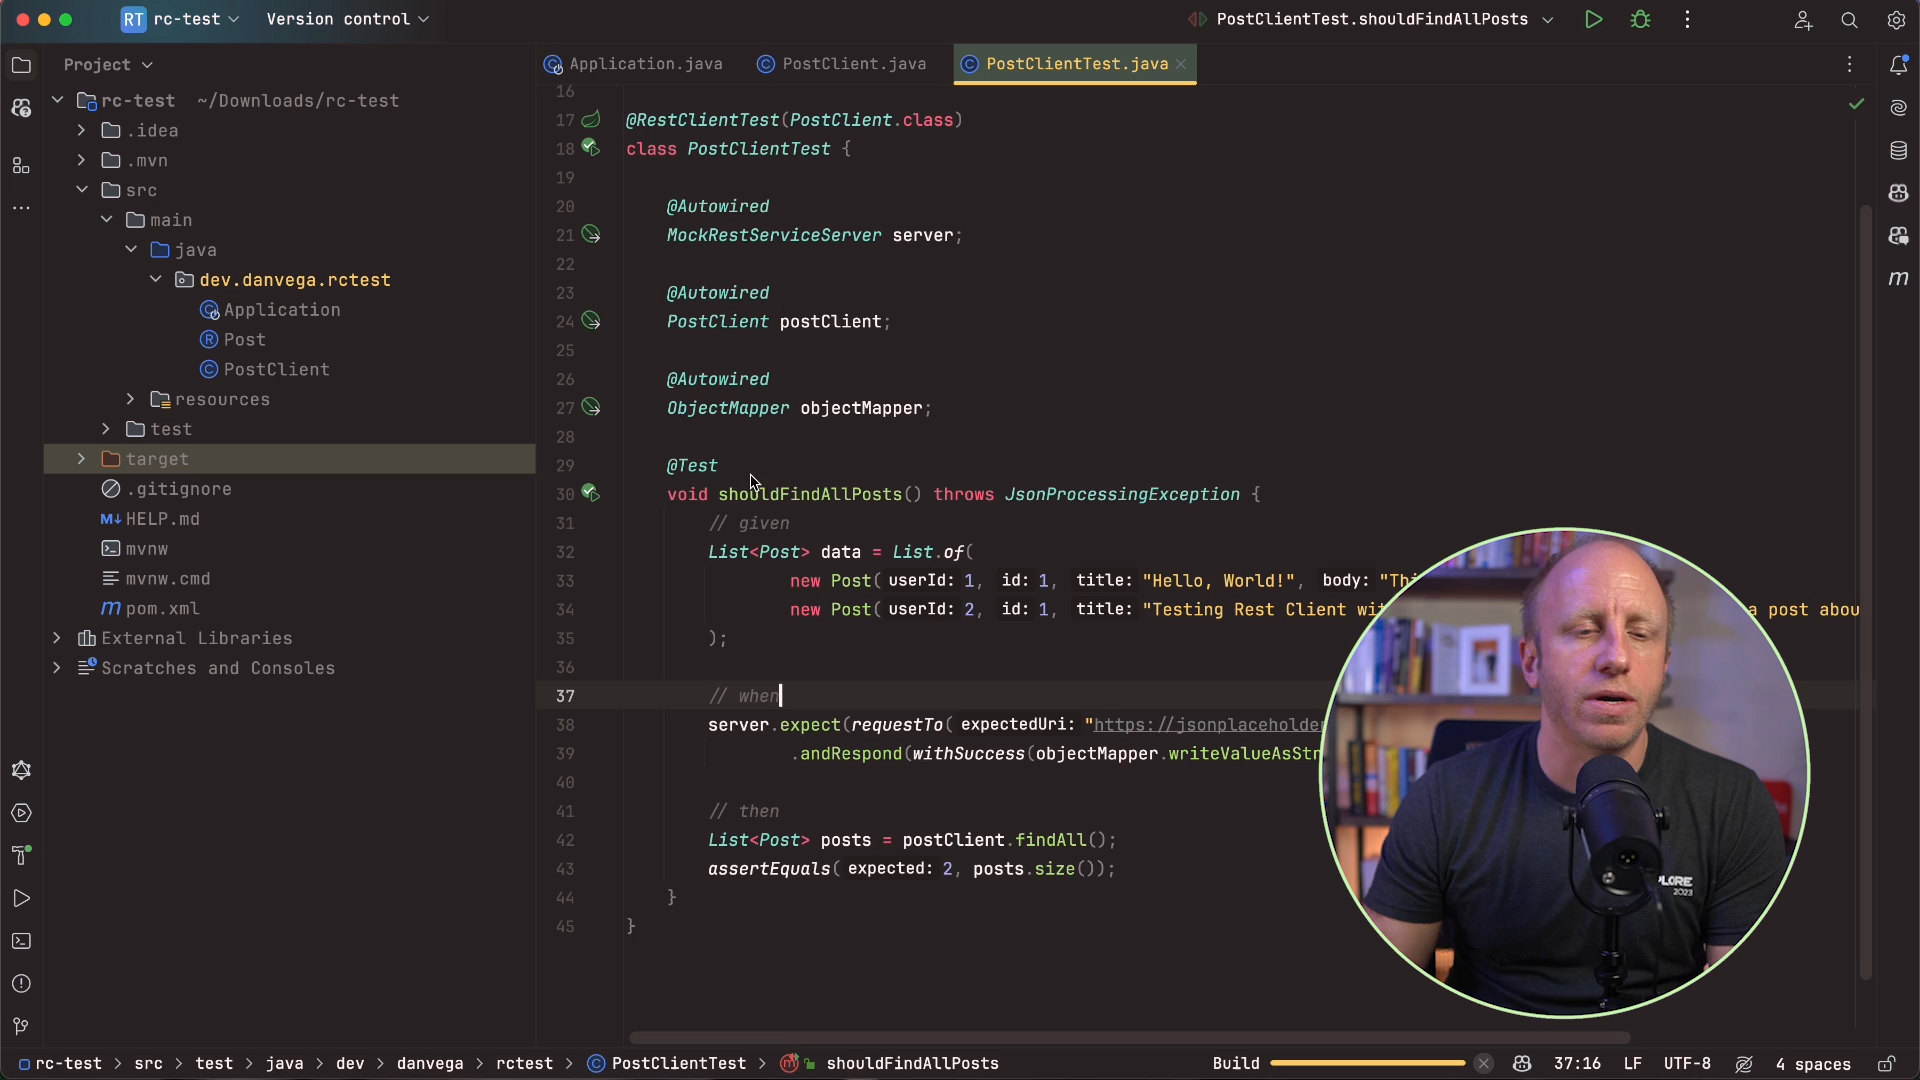 RT rc-test Version control PostClientTest.shouldFindAllPosts
Project
Application.java PostClient.java PostClientTest.java
rc-test ~/Downloads/rc-test
.idea
.mvn
src
main
java
dev.danvega.rctest
Application
Post
PostClient
resources
test
target
.gitignore
HELP.md
mvnw
mvnw.cmd
pom.xml
External Libraries
Scratches and Consoles
16
17 @RestClientTest(PostClient.class)
18 class PostClientTest {
19
20 @Autowired
21 MockRestServiceServer server;
22
23 @Autowired
24 PostClient postClient;
25
26 @Autowired
27 ObjectMapper objectMapper;
28
29 @Test
30 void shouldFindAllPosts() throws JsonProcessingException {
31 // given
32 List<Post> data = List.of(
33 new Post( userId: 1, id: 1, title: "Hello, World!", body: "Thi
34 new Post( userId: 2, id: 1, title: "Testing Rest Client wit a post abou
35 );
36
37 // when
38 server.expect(requestTo( expectedUri: "https://jsonplaceholder
39 .andRespond(withSuccess(objectMapper.writeValueAsStr
40
41 // then
42 List<Post> posts = postClient.findAll();
43 assertEquals( expected: 2, posts.size());
44 }
45 }
PLORE
2023
rc-test > src > test > java > dev > danvega > rctest > PostClientTest > shouldFindAllPosts Build 37:16 LF UTF-8 4 spaces